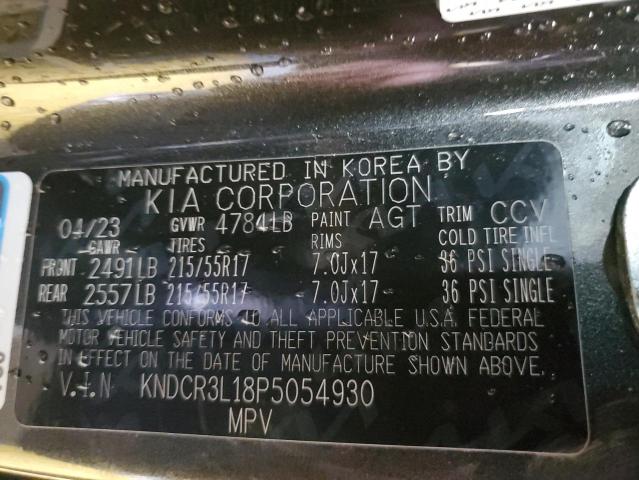 MANUFACTURED IN KOREA BY
KIA CORPORATION
04/23 GVWR 4784LB PAINT AGT TRIM CCV
GAWR TIRES RIMS COLD TIRE INFL
FRONT 2491LB 215/55R17 7.0Jx17 36 PSI SINGLE
REAR 2557LB 215/55R17 7.0Jx17 36 PSI SINGLE
THIS VEHICLE CONFORMS TO ALL APPLICABLE U.S.A. FEDERAL
MOTOR VEHICLE SAFETY AND THEFT PREVENTION STANDARDS
IN EFFECT ON THE DATE OF MANUFACTURE SHOWN ABOVE.
V.I.N KNDCR3L18P5054930
MPV